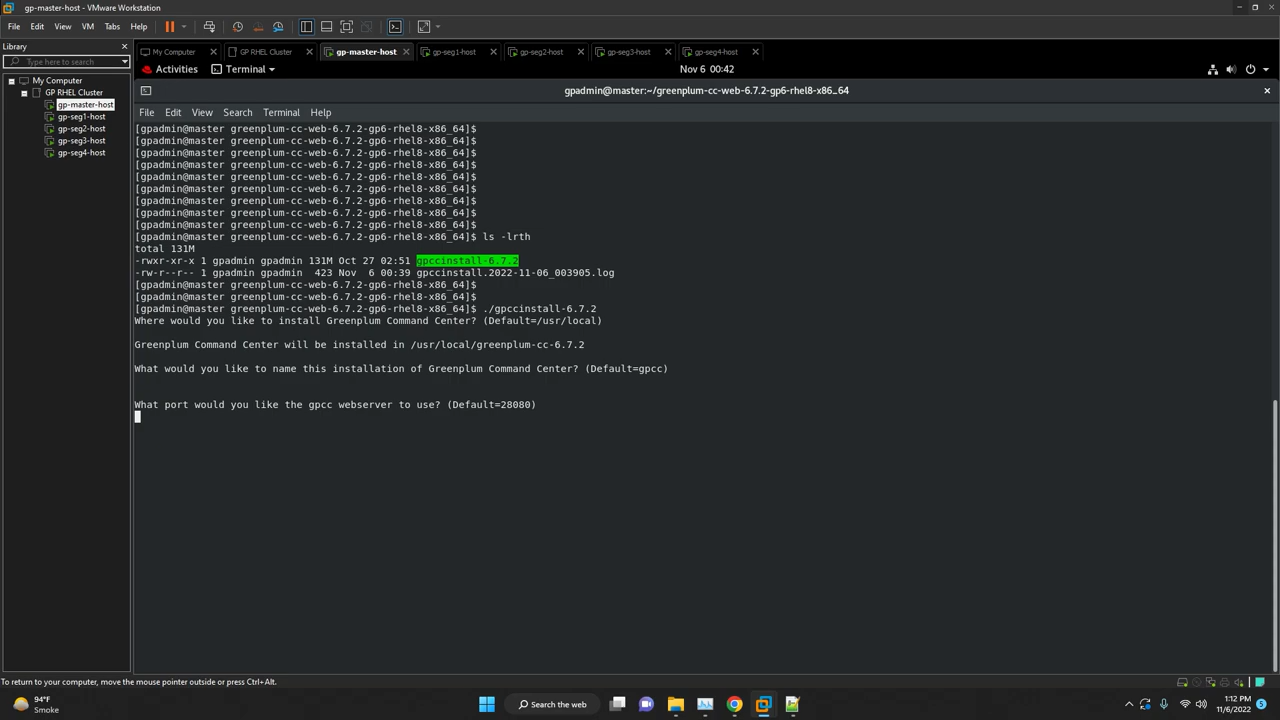 gp-master-host - VMware Workstation
File Edit View VM Tabs Help
Library
Type here to search
My Computer
GP RHEL Cluster
gp-master-host
gp-seg1-host
gp-seg2-host
gp-seg3-host
gp-seg4-host
My Computer GP RHEL Cluster gp-master-host gp-seg1-host gp-seg2-host gp-seg3-host gp-seg4-host
Activities Terminal Nov 6 00:42
gpadmin@master:~/greenplum-cc-web-6.7.2-gp6-rhel8-x86_64
File Edit View Search Terminal Help
[gpadmin@master greenplum-cc-web-6.7.2-gp6-rhel8-x86_64]$
[gpadmin@master greenplum-cc-web-6.7.2-gp6-rhel8-x86_64]$
[gpadmin@master greenplum-cc-web-6.7.2-gp6-rhel8-x86_64]$
[gpadmin@master greenplum-cc-web-6.7.2-gp6-rhel8-x86_64]$
[gpadmin@master greenplum-cc-web-6.7.2-gp6-rhel8-x86_64]$
[gpadmin@master greenplum-cc-web-6.7.2-gp6-rhel8-x86_64]$
[gpadmin@master greenplum-cc-web-6.7.2-gp6-rhel8-x86_64]$
[gpadmin@master greenplum-cc-web-6.7.2-gp6-rhel8-x86_64]$
[gpadmin@master greenplum-cc-web-6.7.2-gp6-rhel8-x86_64]$
[gpadmin@master greenplum-cc-web-6.7.2-gp6-rhel8-x86_64]$ ls -lrth
total 131M
-rwxr-xr-x 1 gpadmin gpadmin 131M Oct 27 02:51 gpccinstall-6.7.2
-rw-r--r-- 1 gpadmin gpadmin  423 Nov  6 00:39 gpccinstall.2022-11-06_003905.log
[gpadmin@master greenplum-cc-web-6.7.2-gp6-rhel8-x86_64]$
[gpadmin@master greenplum-cc-web-6.7.2-gp6-rhel8-x86_64]$
[gpadmin@master greenplum-cc-web-6.7.2-gp6-rhel8-x86_64]$ ./gpccinstall-6.7.2
Where would you like to install Greenplum Command Center? (Default=/usr/local)
Greenplum Command Center will be installed in /usr/local/greenplum-cc-6.7.2
What would you like to name this installation of Greenplum Command Center? (Default=gpcc)
What port would you like the gpcc webserver to use? (Default=28080)
To return to your computer, move the mouse pointer outside or press Ctrl+Alt.
94°F
Smoke
Search the web
1:12 PM
11/6/2022
5